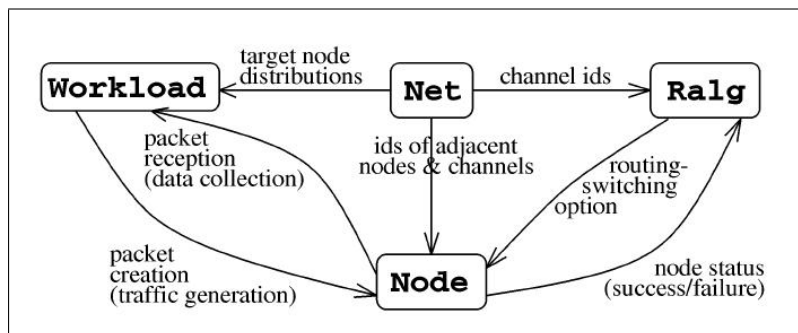 target node
distributions
Workload
Net
channel ids
Ralg
packet
reception
(data collection)
ids of adjacent
nodes & channels
routing-
switching
option
packet
creation
(traffic generation)
Node
node status
(success/failure)